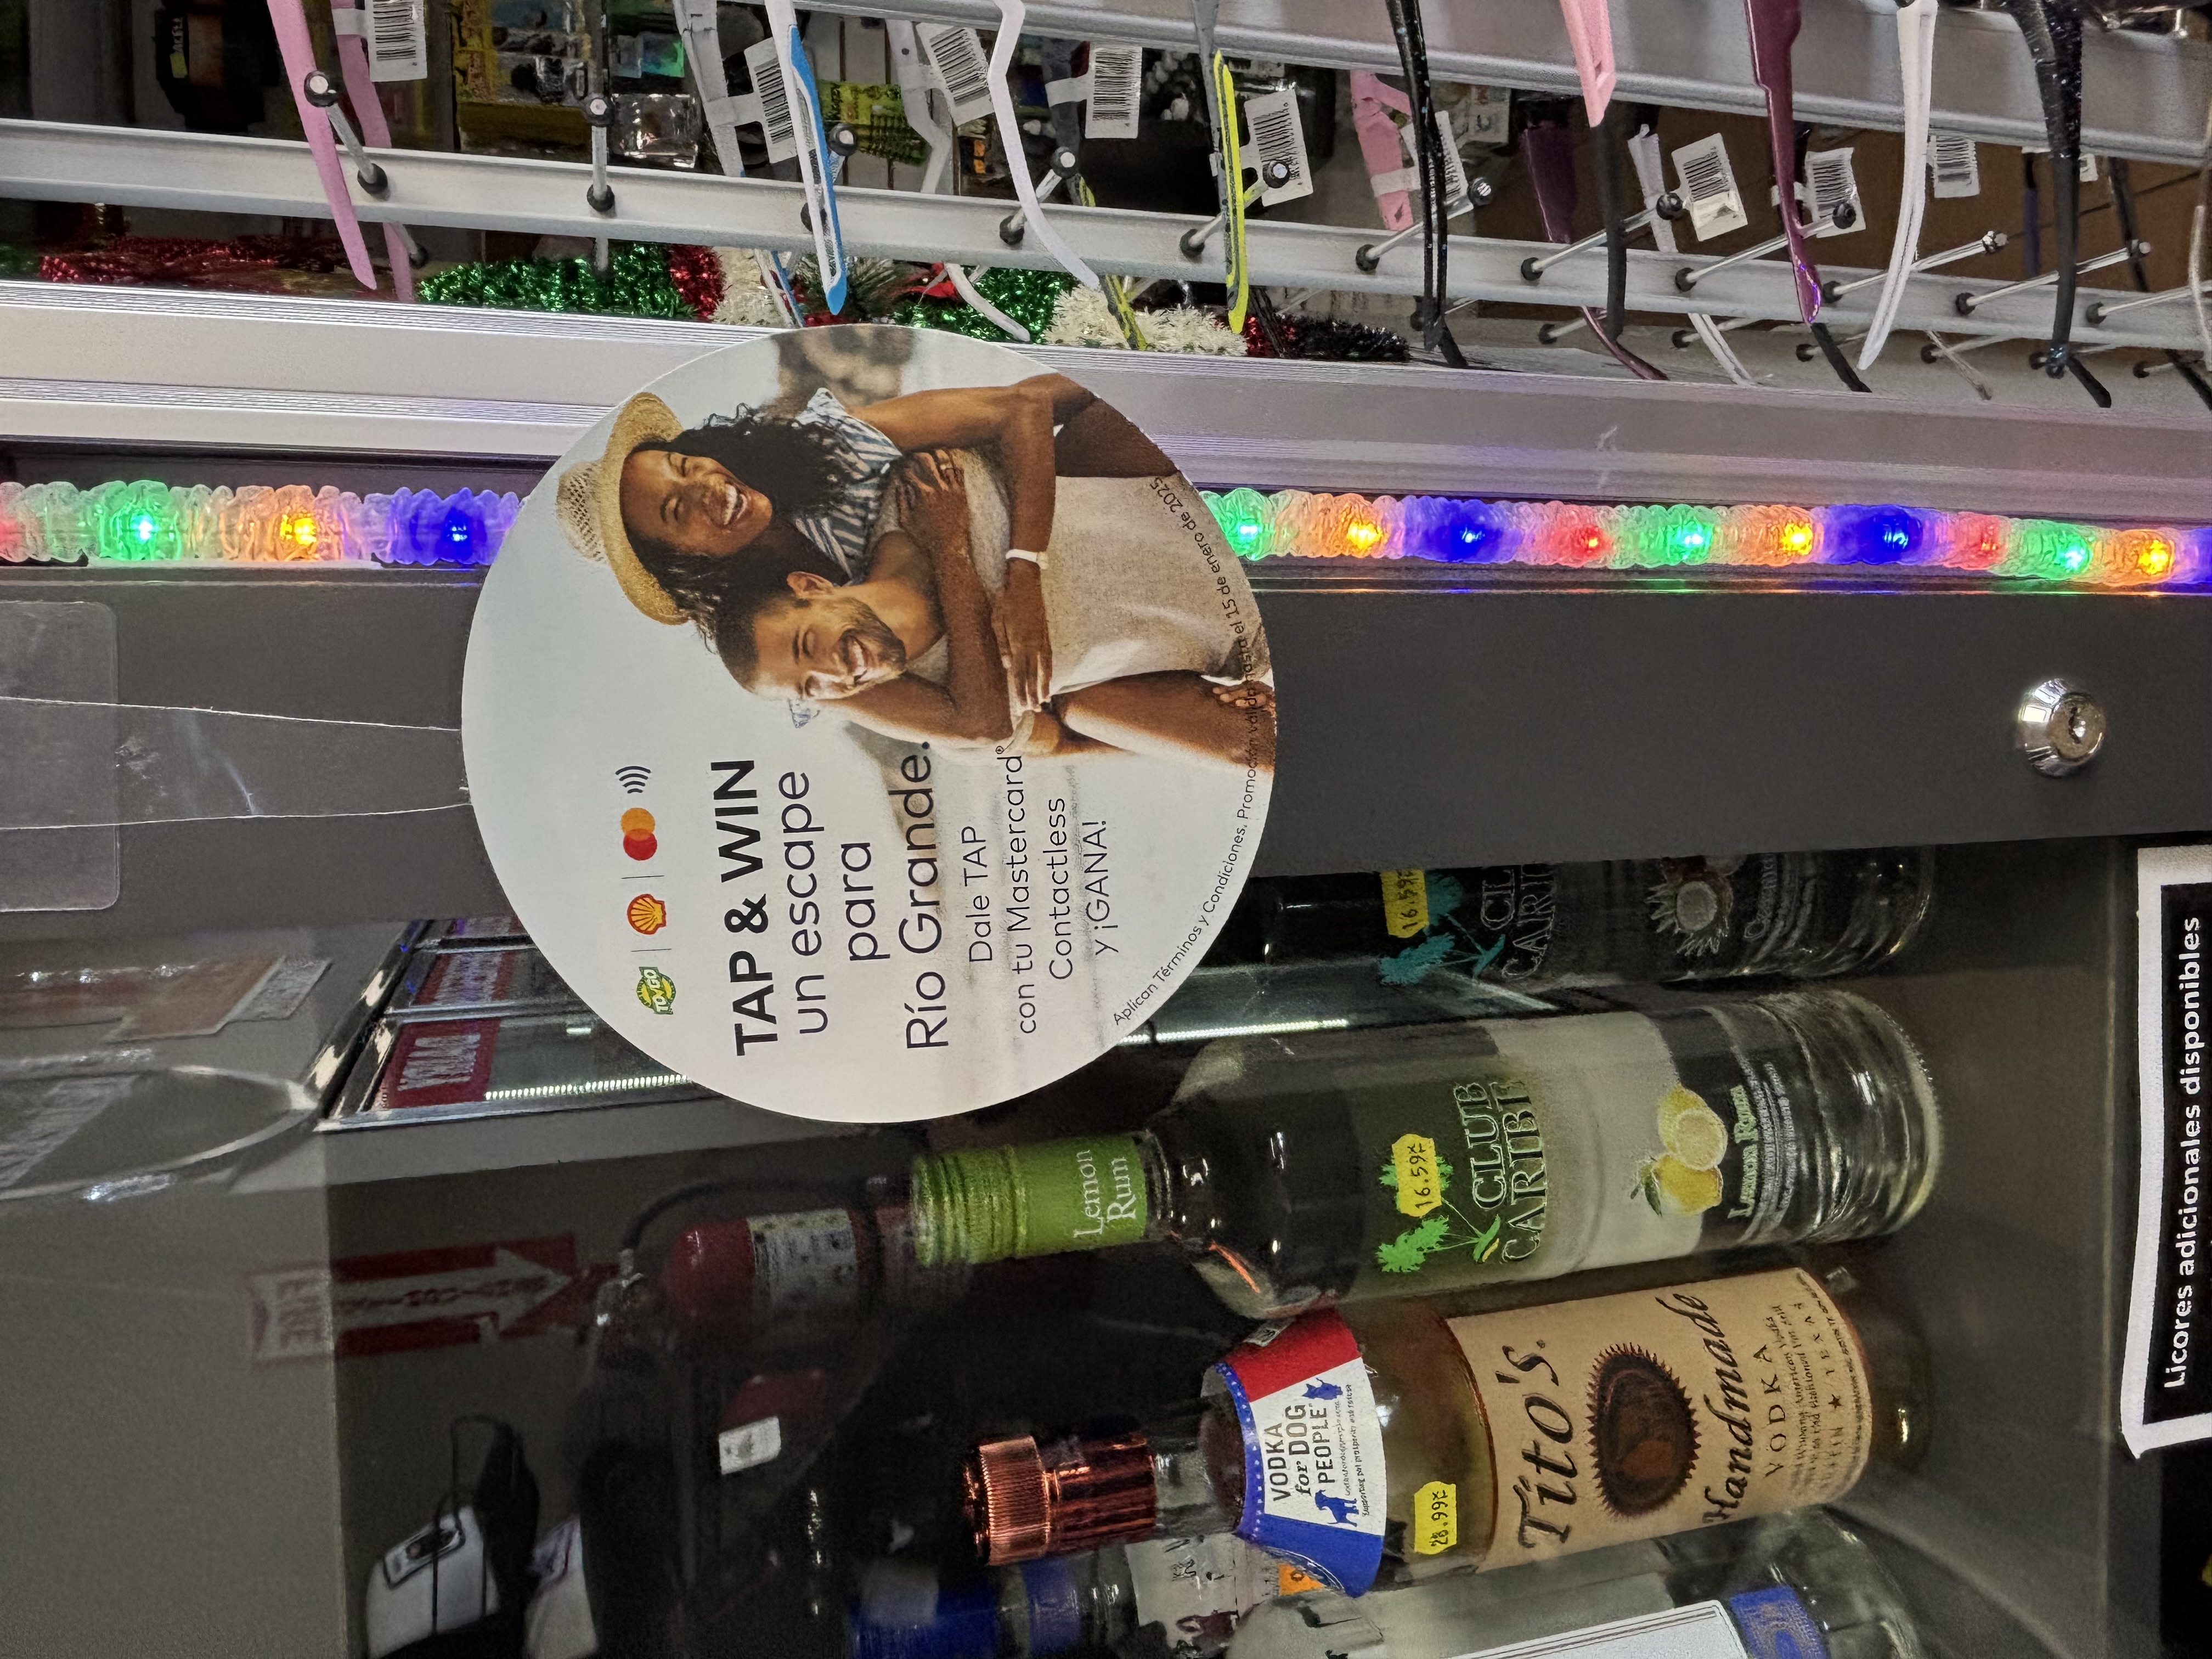 TO•GO
TAP & WIN
un escape
para
Río Grande.
Dale TAP
con tu Mastercard®
Contactless
y ¡GANA!
Aplican Términos y Condiciones. Promoción válida hasta el 15 de enero de 2025
16.59
CLUB
CARIBE
Lemon
Rum
16.59
CLUB
CARIBE
Lemon Rum
VODKA
for DOG
PEOPLE
Tito's
Handmade
VODKA
Licores adicionales disponibles